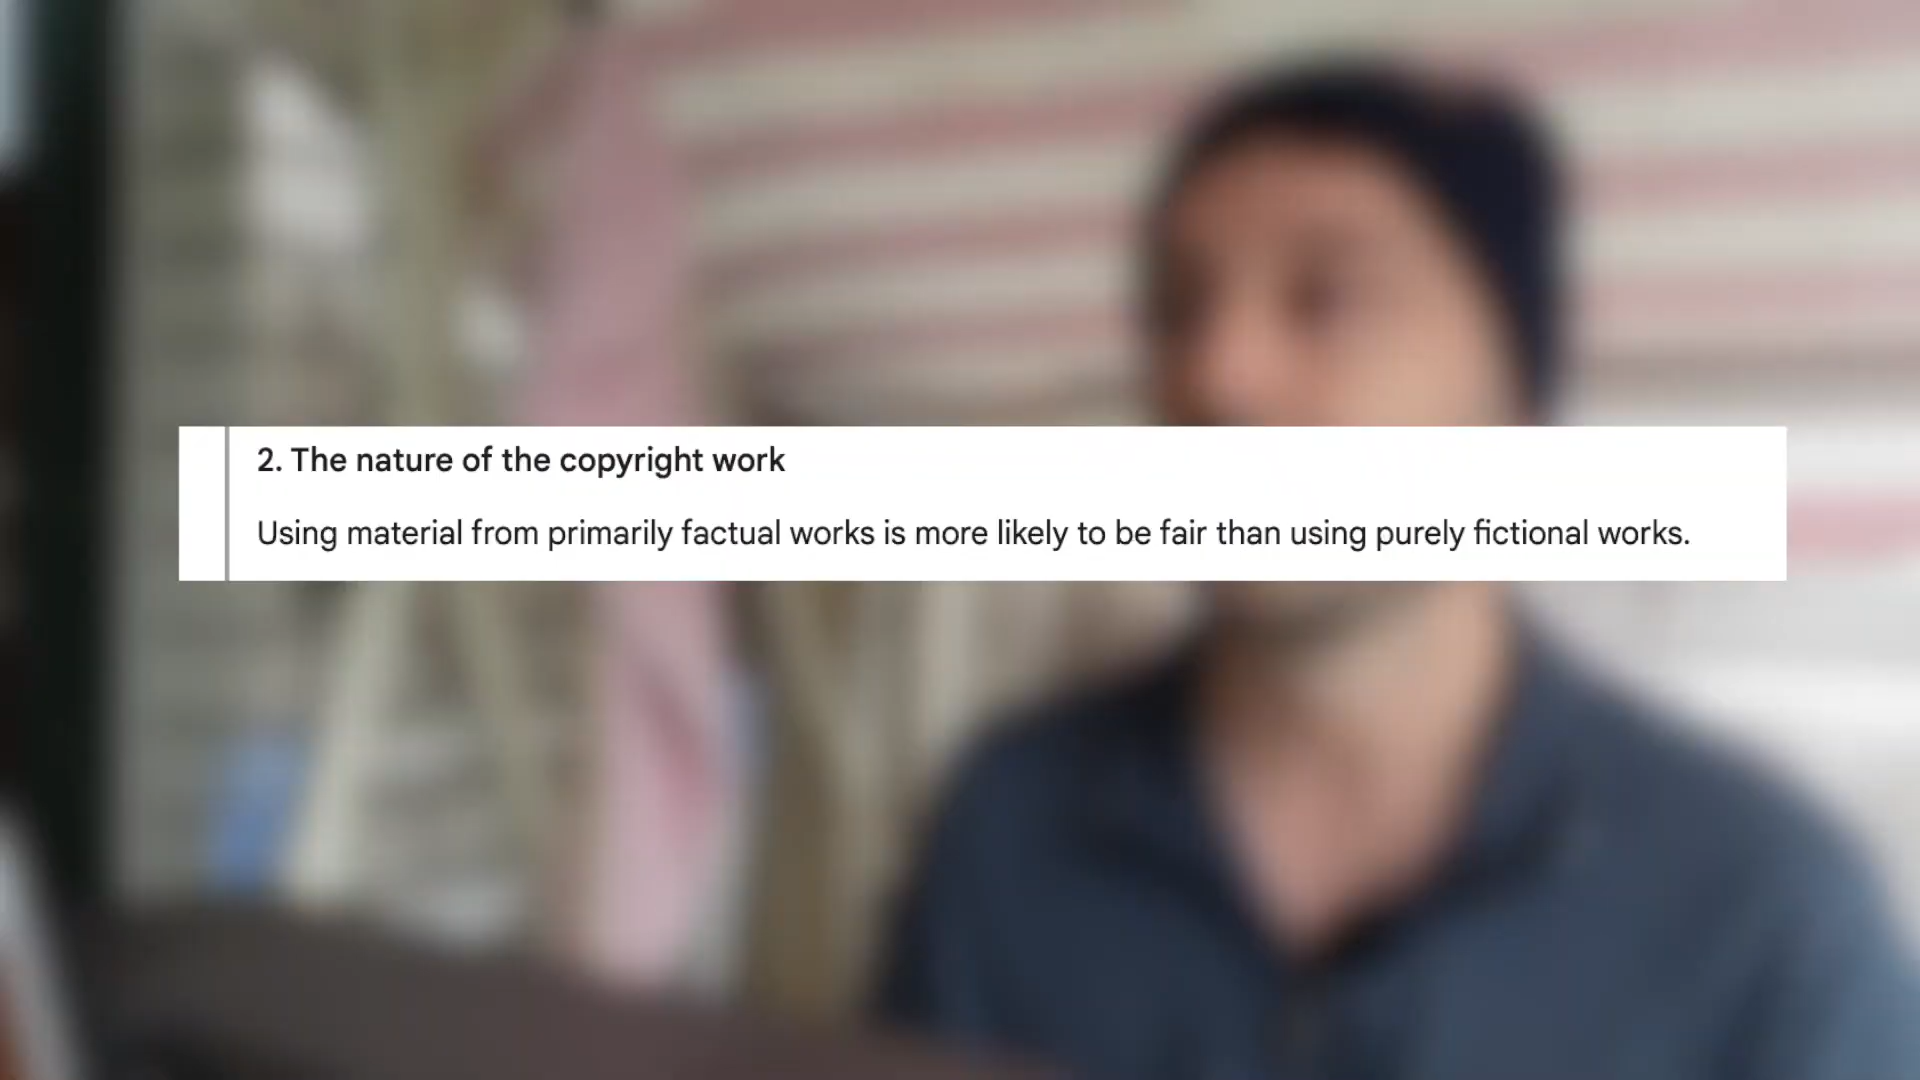 2. The nature of the copyright work
Using material from primarily factual works is more likely to be fair than using purely fictional works.